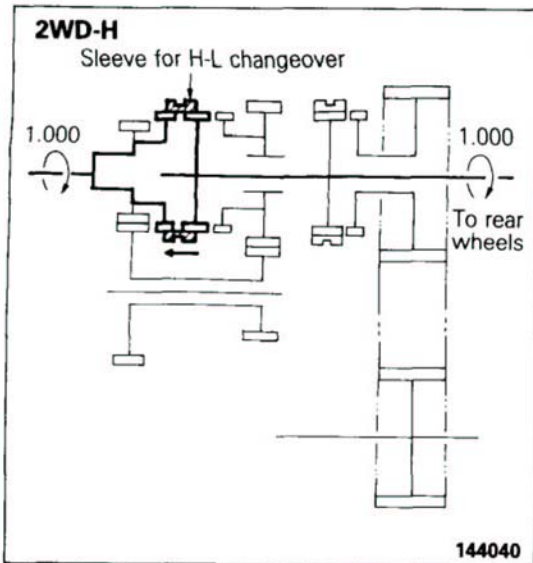 2WD-H
Sleeve for H-L changeover
1.000
1.000
To rear
wheels
144040